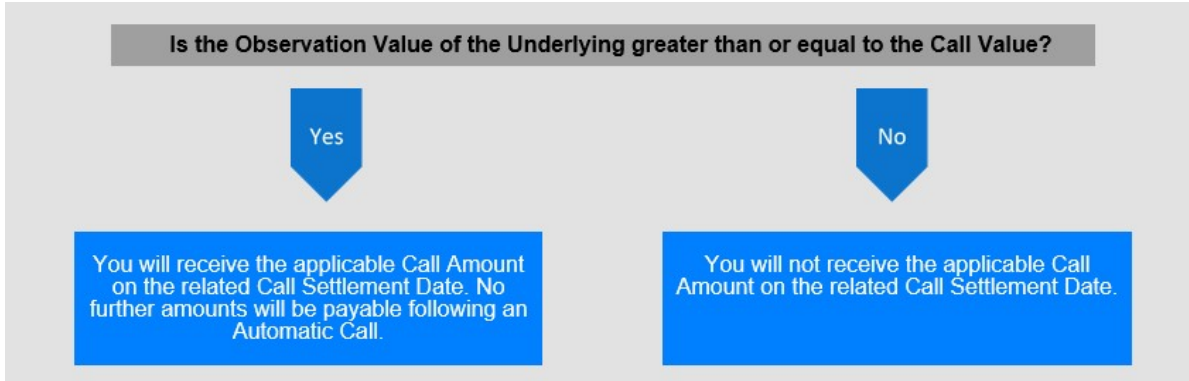 Is the Observation Value of the Underlying greater than or equal to the Call Value?
Yes
No
You will receive the applicable Call Amount
on the related Call Settlement Date. No
further amounts will be payable following an
Automatic Call.
You will not receive the applicable Call
Amount on the related Call Settlement Date.